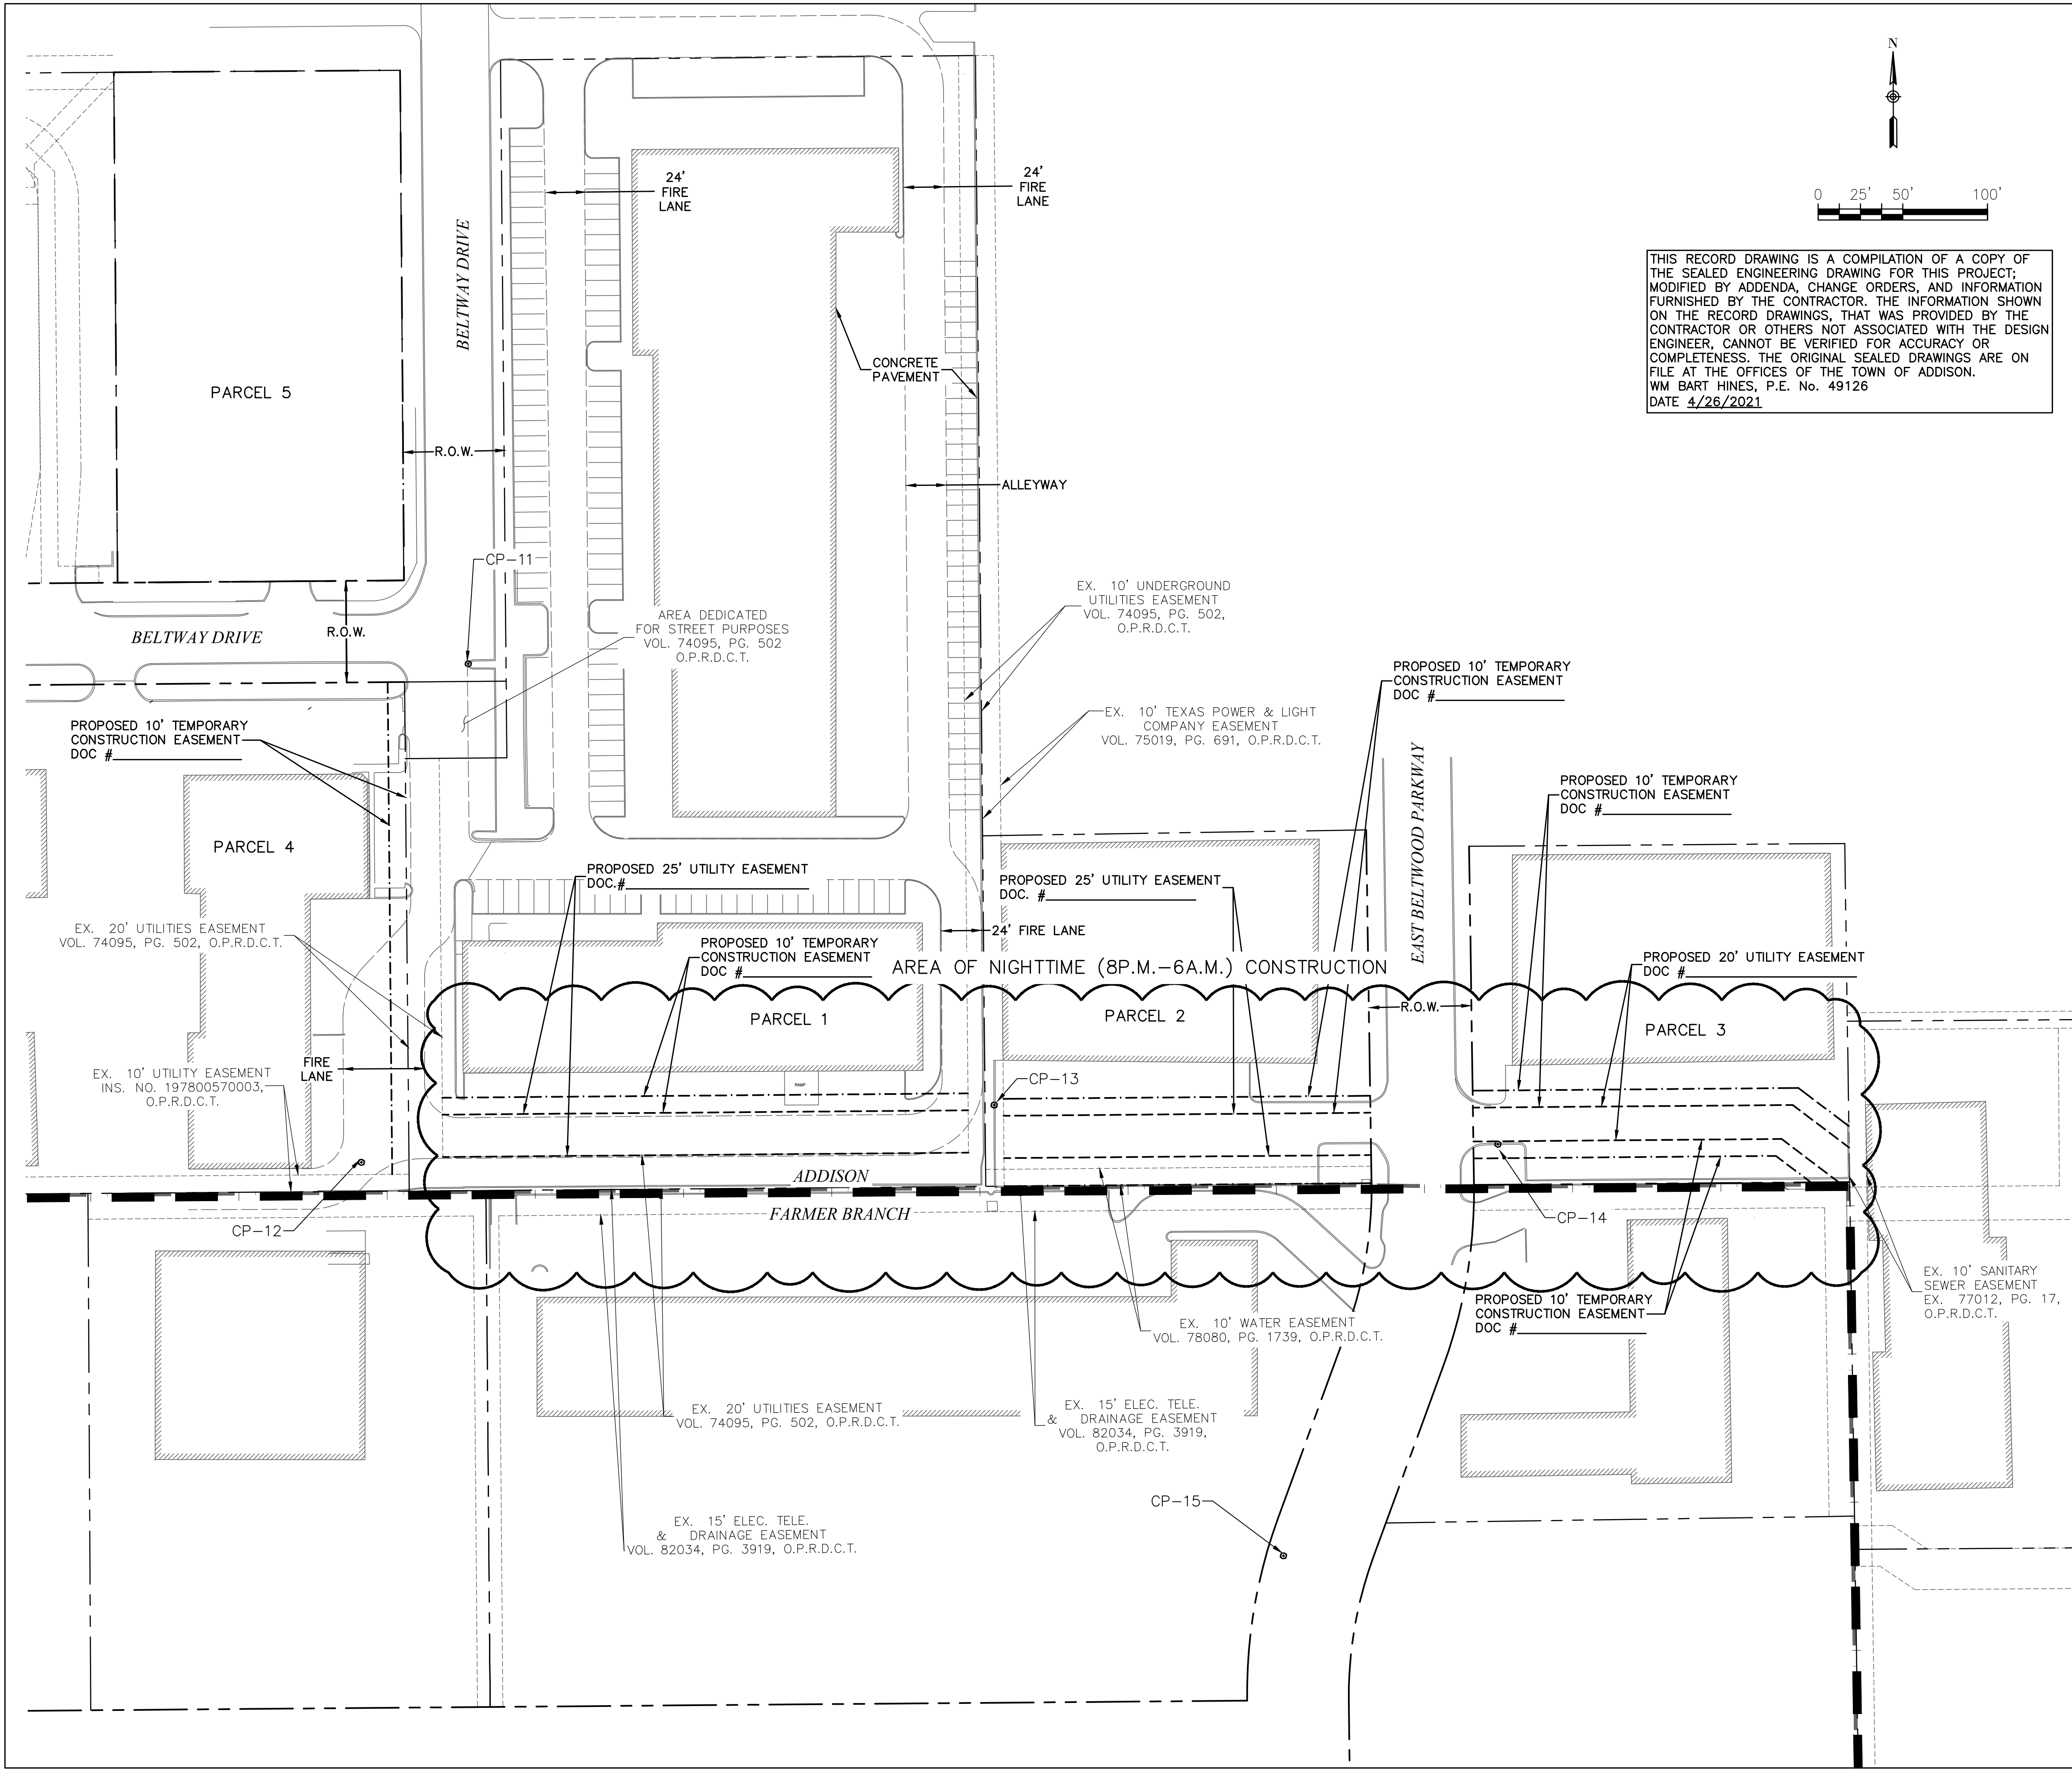 N
0 25' 50' 100'
THIS RECORD DRAWING IS A COMPILATION OF A COPY OF
THE SEALED ENGINEERING DRAWING FOR THIS PROJECT;
MODIFIED BY ADDENDA, CHANGE ORDERS, AND INFORMATION
FURNISHED BY THE CONTRACTOR. THE INFORMATION SHOWN
ON THE RECORD DRAWINGS, THAT WAS PROVIDED BY THE
CONTRACTOR OR OTHERS NOT ASSOCIATED WITH THE DESIGN
ENGINEER, CANNOT BE VERIFIED FOR ACCURACY OR
COMPLETENESS. THE ORIGINAL SEALED DRAWINGS ARE ON
FILE AT THE OFFICES OF THE TOWN OF ADDISON.
WM BART HINES, P.E. No. 49126
DATE 4/26/2021
24'
FIRE
LANE
24'
FIRE
LANE
BELTWAY DRIVE
CONCRETE
PAVEMENT
PARCEL 5
R.O.W.
ALLEYWAY
CP-11
EX. 10' UNDERGROUND
UTILITIES EASEMENT
VOL. 74095, PG. 502,
O.P.R.D.C.T.
AREA DEDICATED
FOR STREET PURPOSES
VOL. 74095, PG. 502
O.P.R.D.C.T.
BELTWAY DRIVE
R.O.W.
PROPOSED 10' TEMPORARY
CONSTRUCTION EASEMENT
DOC #
EX. 10' TEXAS POWER & LIGHT
COMPANY EASEMENT
VOL. 75019, PG. 691, O.P.R.D.C.T.
PROPOSED 10' TEMPORARY
CONSTRUCTION EASEMENT
DOC #
EAST BELTWOOD PARKWAY
PROPOSED 10' TEMPORARY
CONSTRUCTION EASEMENT
DOC #
PARCEL 4
PROPOSED 25' UTILITY EASEMENT
DOC.#
PROPOSED 25' UTILITY EASEMENT
DOC. #
EX. 20' UTILITIES EASEMENT
VOL. 74095, PG. 502, O.P.R.D.C.T.
24' FIRE LANE
PROPOSED 10' TEMPORARY
CONSTRUCTION EASEMENT
DOC #
PROPOSED 20' UTILITY EASEMENT
DOC #
AREA OF NIGHTTIME (8P.M.-6A.M.) CONSTRUCTION
R.O.W.
PARCEL 1
PARCEL 2
PARCEL 3
FIRE
LANE
EX. 10' UTILITY EASEMENT
INS. NO. 197800570003,
O.P.R.D.C.T.
RAMP
CP-13
ADDISON
FARMER BRANCH
CP-12
CP-14
EX. 10' SANITARY
SEWER EASEMENT
EX. 77012, PG. 17,
O.P.R.D.C.T.
PROPOSED 10' TEMPORARY
CONSTRUCTION EASEMENT
DOC #
EX. 10' WATER EASEMENT
VOL. 78080, PG. 1739, O.P.R.D.C.T.
EX. 20' UTILITIES EASEMENT
VOL. 74095, PG. 502, O.P.R.D.C.T.
EX. 15' ELEC. TELE.
& DRAINAGE EASEMENT
VOL. 82034, PG. 3919,
O.P.R.D.C.T.
CP-15
EX. 15' ELEC. TELE.
& DRAINAGE EASEMENT
VOL. 82034, PG. 3919, O.P.R.D.C.T.